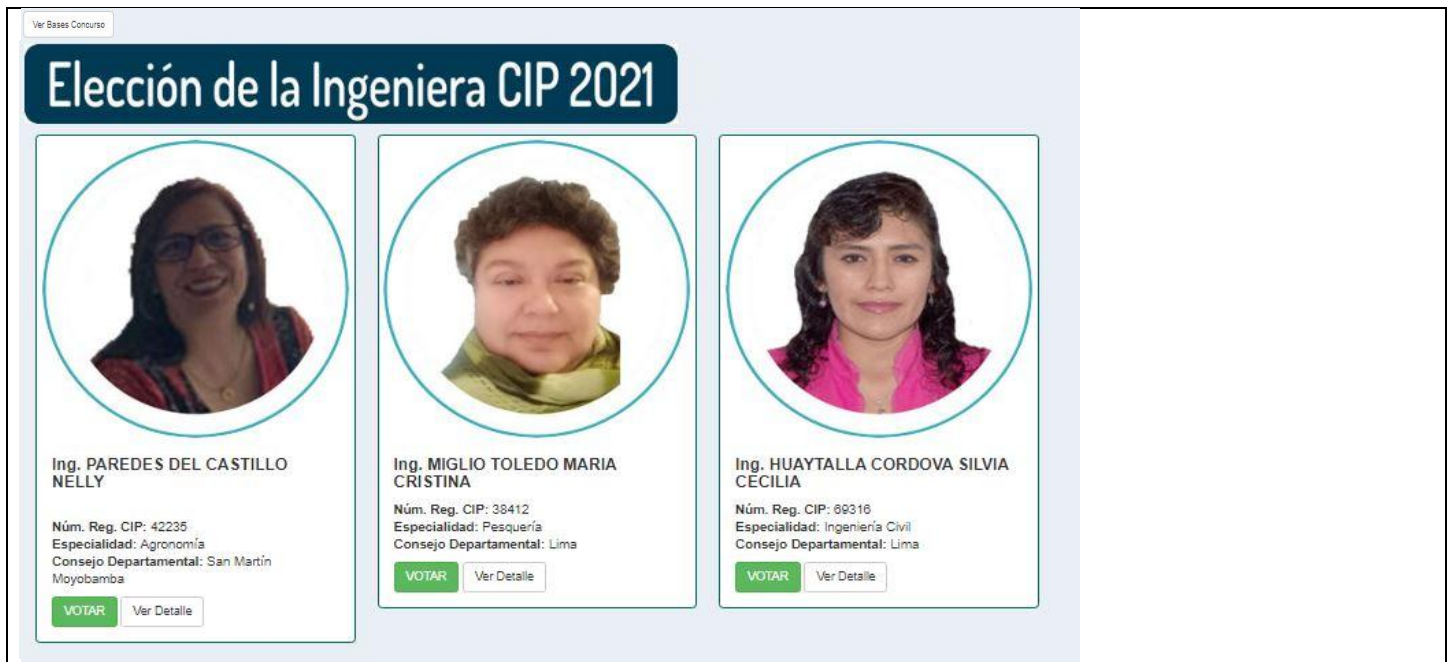 Ver Bases Concurso
Elección de la Ingeniera CIP 2021
Ing. PAREDES DEL CASTILLO
NELLY
Núm. Reg. CIP: 42235
Especialidad: Agronomía
Consejo Departamental: San Martín
Moyobamba
VOTAR
Ver Detalle
Ing. MIGLIO TOLEDO MARIA
CRISTINA
Núm. Reg. CIP: 38412
Especialidad: Pesquería
Consejo Departamental: Lima
VOTAR
Ver Detalle
Ing. HUAYTALLA CORDOVA SILVIA
CECILIA
Núm. Reg. CIP: 69316
Especialidad: Ingeniería Civil
Consejo Departamental: Lima
VOTAR
Ver Detalle